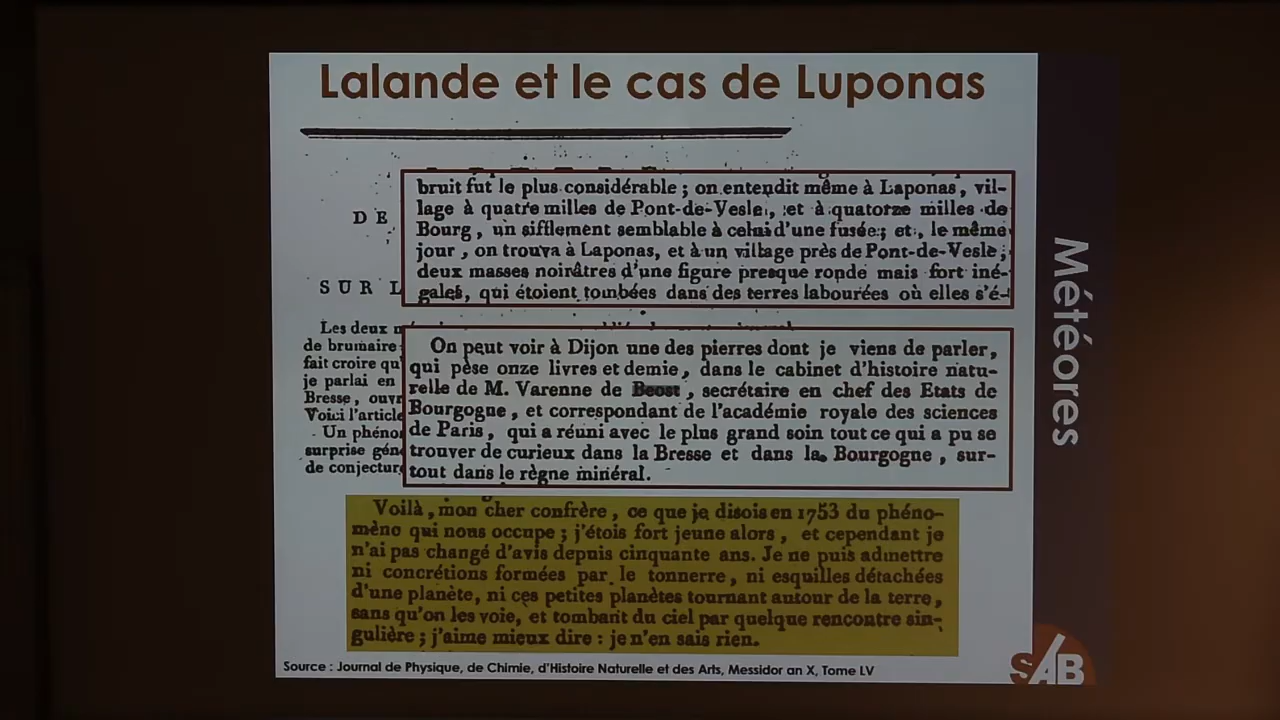 Lalande et le cas de Luponas
bruit fut le plus considérable ; on entendit même à Laponas, vil-
lage à quatre milles de Pont-de-Vesle, et à quatorze milles de
Bourg, un sifflement semblable à celui d'une fusée; et, le même
jour, on trouva à Laponas, et à un village près de Pont-de-Vesle,
deux masses noirâtres d'une figure presque ronde mais fort iné-
gales, qui étoient tombées dans des terres labourées où elles s'é-
DE
SUR L
Les deux
de brumaire
fait croire qu
je parlai en
Bresse, ouvr
Voici l'article
Un phénor
surprise géné
de conjectur
On peut voir à Dijon une des pierres dont je viens de parler,
qui pèse onze livres et demie, dans le cabinet d'histoire natu-
relle de M. Varenne de Beost, secrétaire en chef des Etats de
Bourgogne, et correspondant de l'académie royale des sciences
de Paris, qui a réuni avec le plus grand soin tout ce qui a pu se
trouver de curieux dans la Bresse et dans la Bourgogne, sur-
tout dans le règne minéral.
Voilà, mon cher confrère, ce que je disois en 1753 du phéno-
mène qui nous occupe ; j'étois fort jeune alors, et cependant je
n'ai pas changé d'avis depuis cinquante ans. Je ne puis admettre
ni concrétions formées par le tonnerre, ni esquilles détachées
d'une planète, ni ces petites planètes tournant autour de la terre,
sans qu'on les voie, et tombant du ciel par quelque rencontre sin-
gulière ; j'aime mieux dire : je n'en sais rien.
Source : Journal de Physique, de Chimie, d'Histoire Naturelle et des Arts, Messidor an X, Tome LV
Météores
SAB